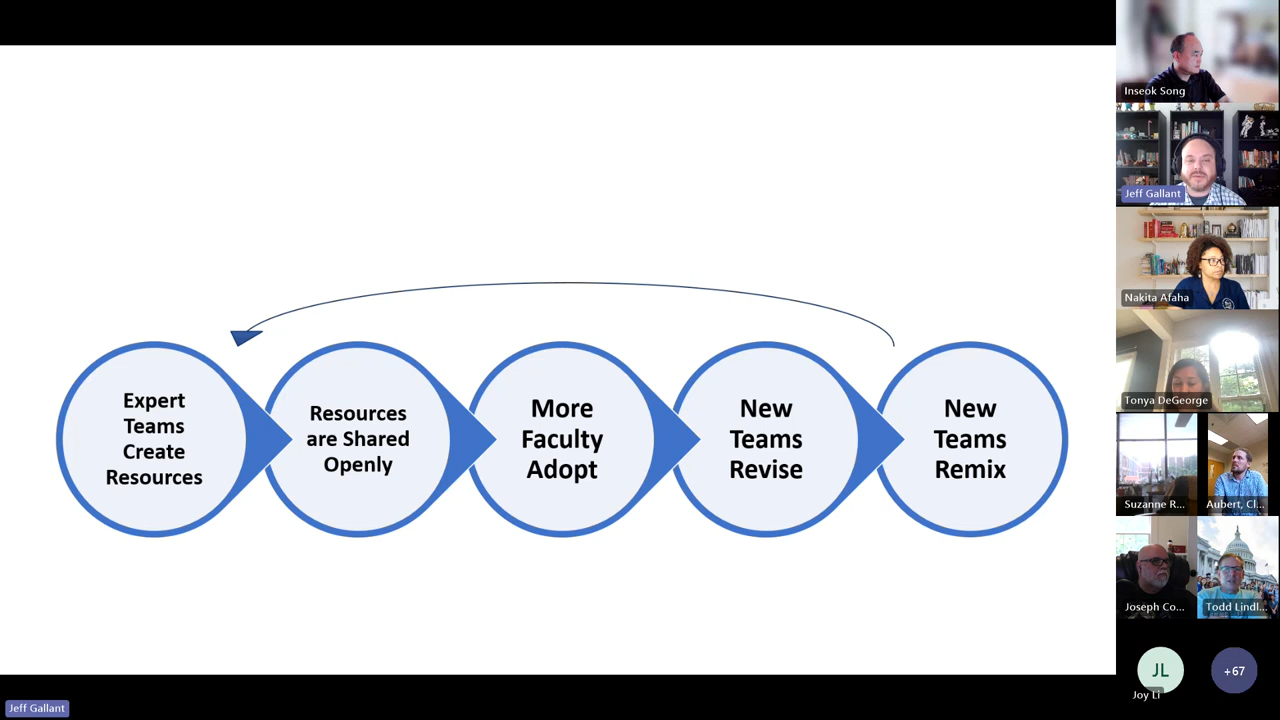 Expert
Teams
Create
Resources
Resources
are Shared
Openly
More
Faculty
Adopt
New
Teams
Revise
New
Teams
Remix
Inseok Song
Jeff Gallant
Nakita Afaha
Tonya DeGeorge
Suzanne R...
Aubert, Cl...
Joseph Co...
Todd Lindl...
JL
Joy Li
+67
Jeff Gallant